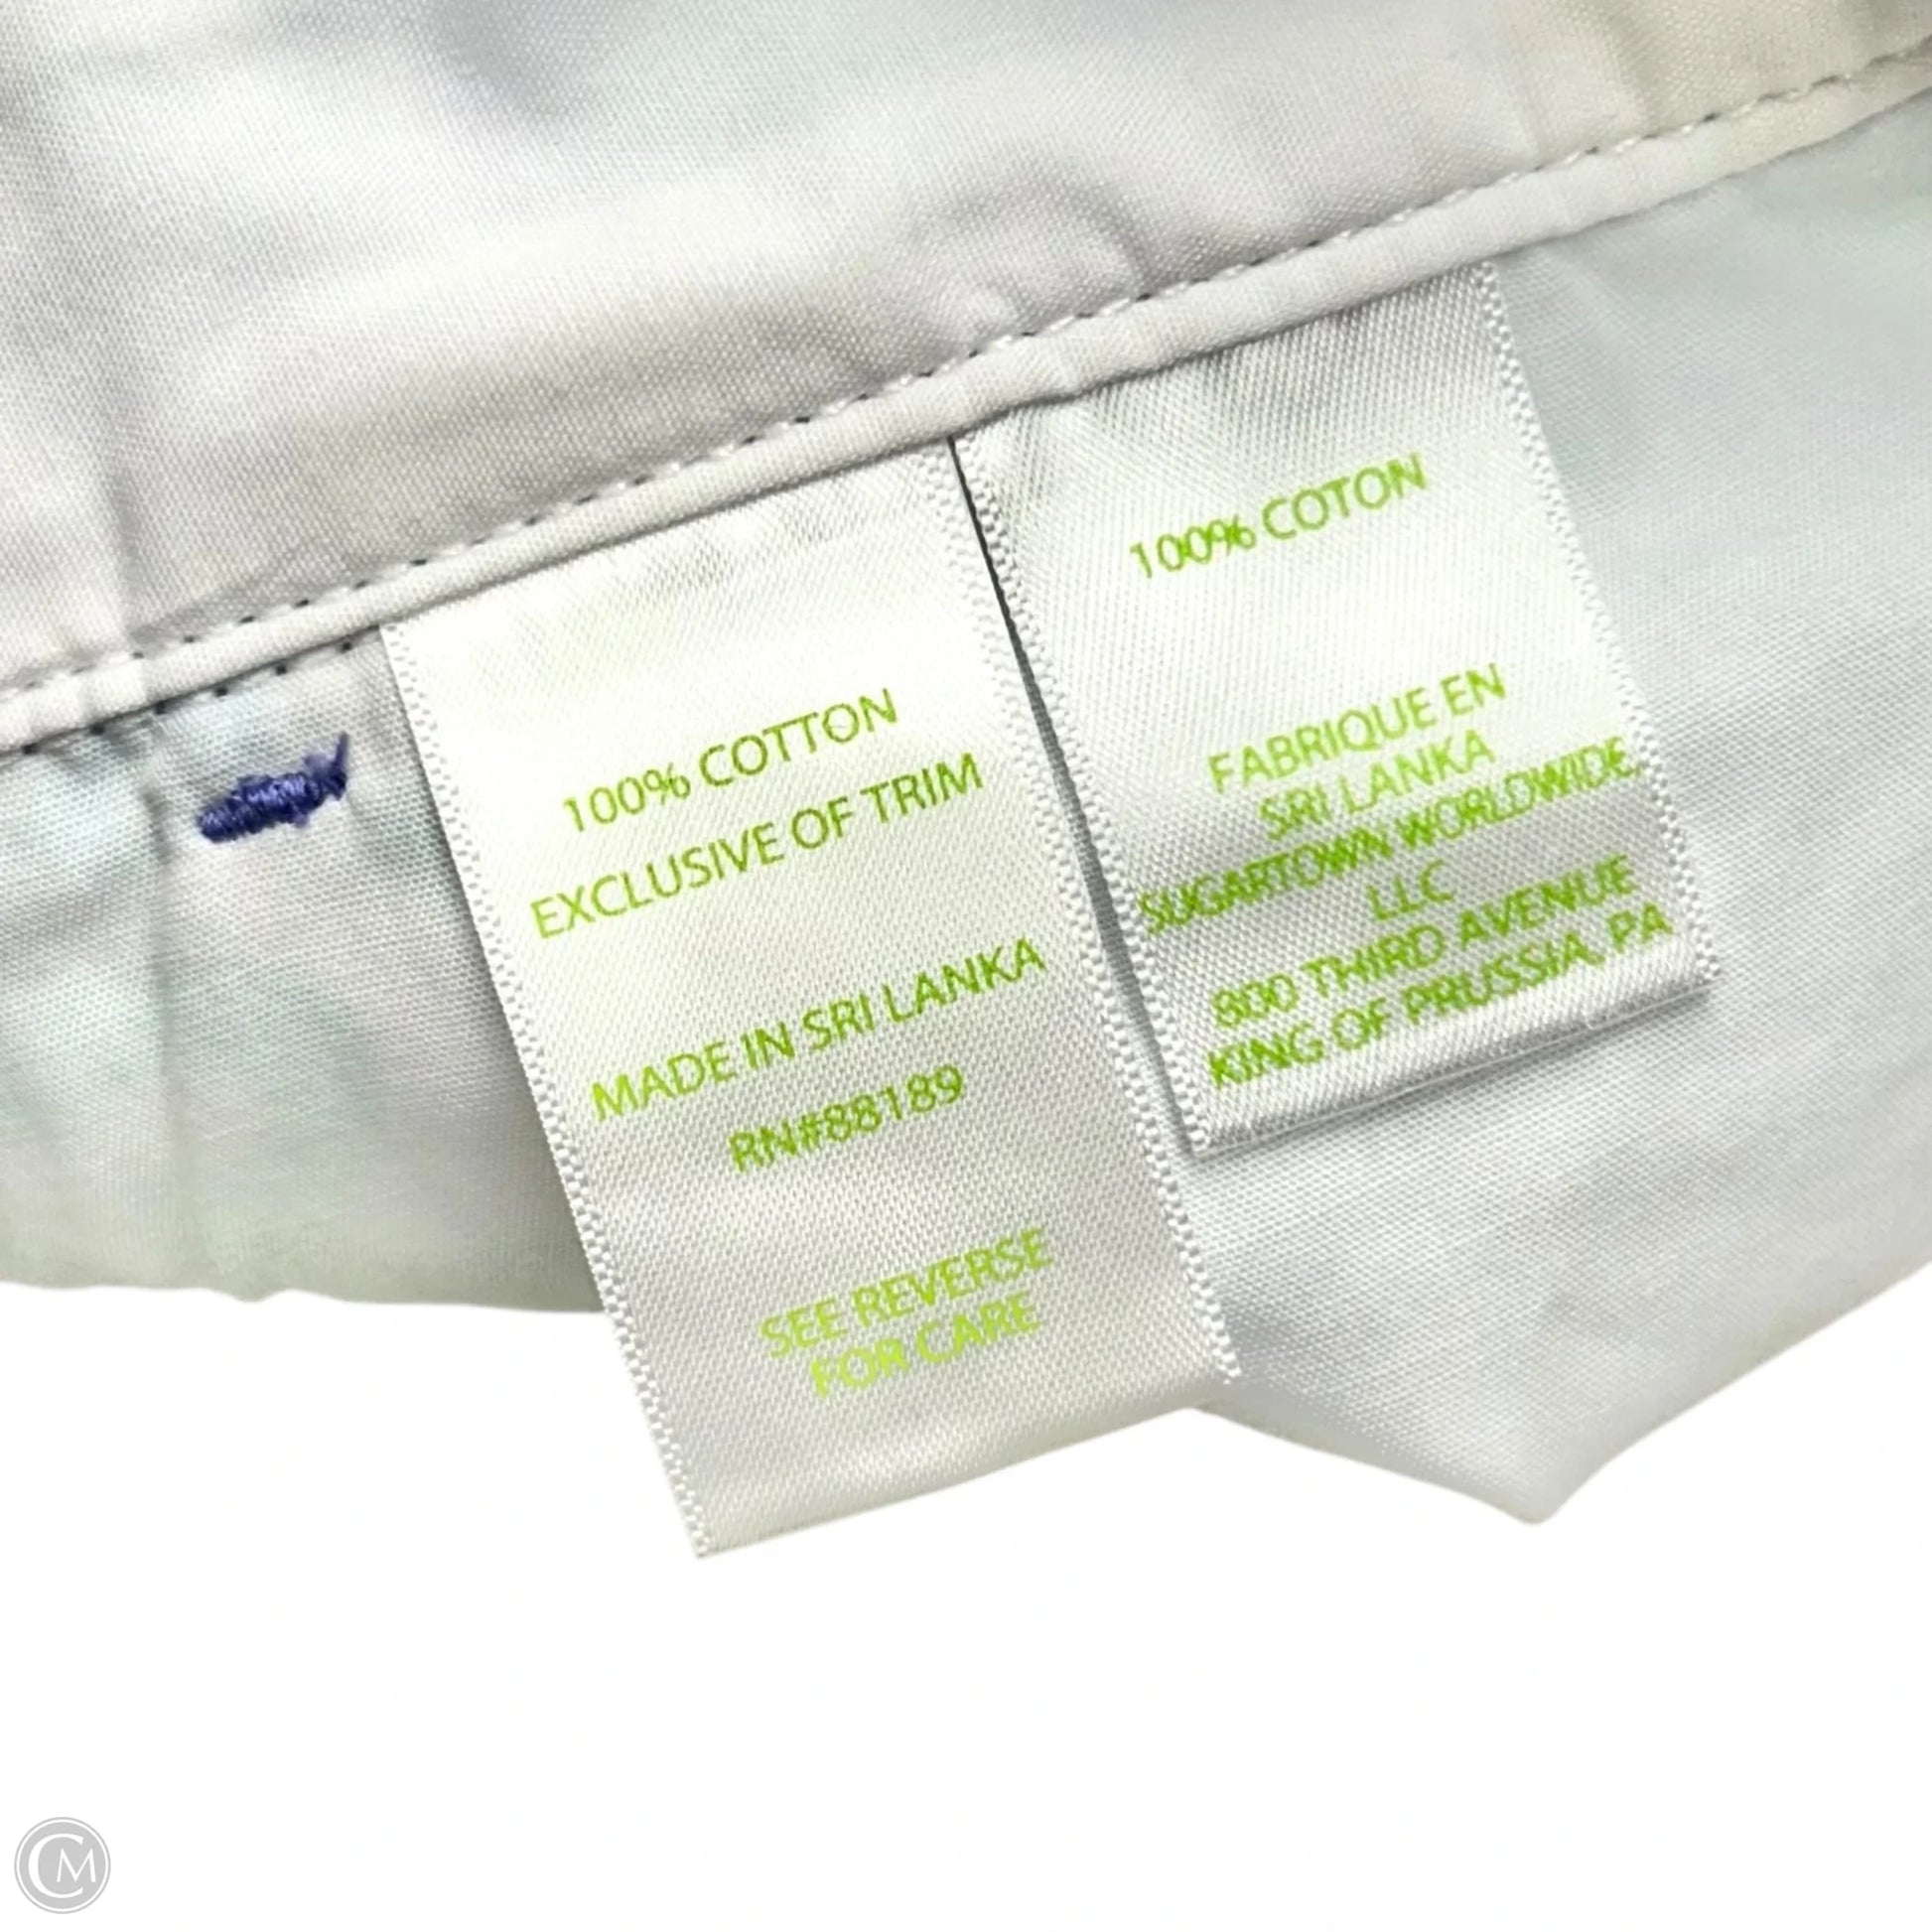 100% COTTON
EXCLUSIVE OF TRIM
MADE IN SRI LANKA
RN#88189
SEE REVERSE
FOR CARE
100% COTON
FABRIQUE EN
SRI LANKA
SUGARTOWN WORLDWIDE
LLC
800 THIRD AVENUE
KING OF PRUSSIA, PA
CM